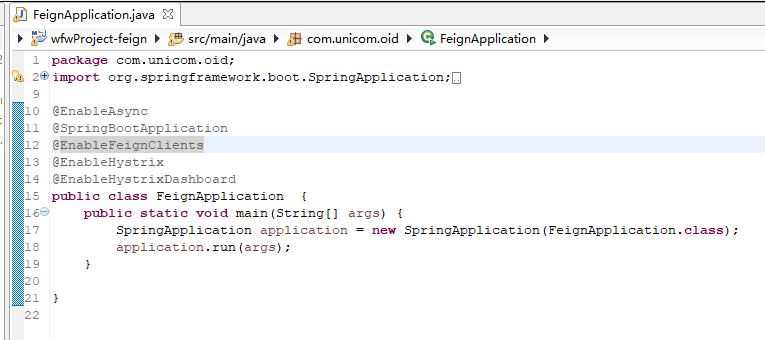 FeignApplication.java
wfwProject-feign src/main/java com.unicom.oid FeignApplication
1 package com.unicom.oid;
2 import org.springframework.boot.SpringApplication;
9
10 @EnableAsync
11 @SpringBootApplication
12 @EnableFeignClients
13 @EnableHystrix
14 @EnableHystrixDashboard
15 public class FeignApplication {
16 public static void main(String[] args) {
17 SpringApplication application = new SpringApplication(FeignApplication.class);
18 application.run(args);
19 }
20
21 }
22